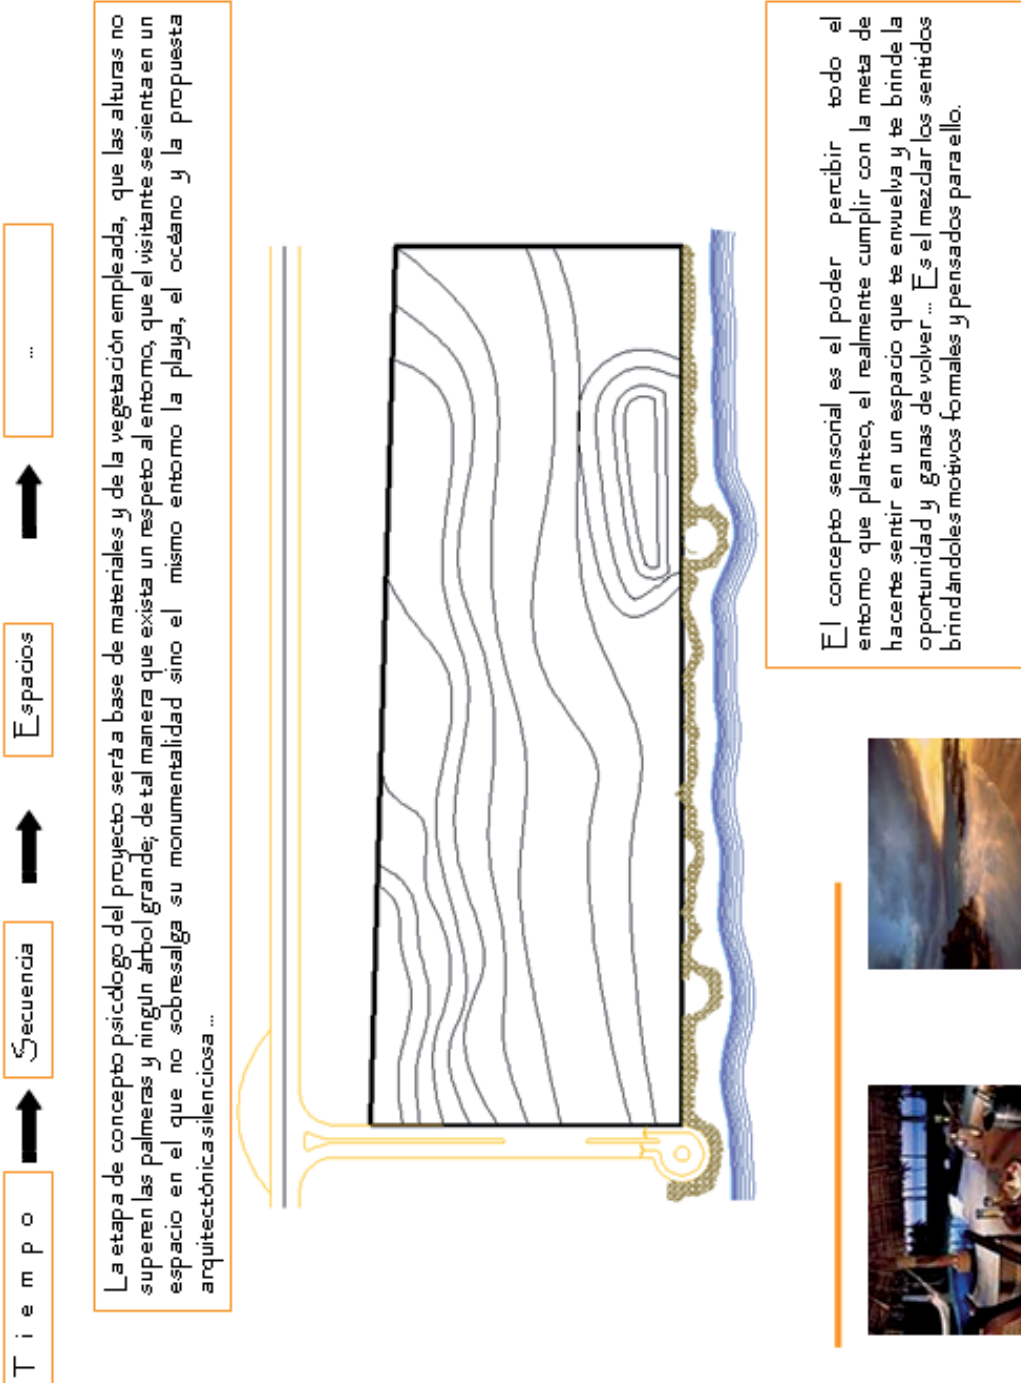 Tiempo
Secuencia
Espacios
...
La etapa de concepto psicólogo del proyecto será a base de materiales y de la vegetación empleada, que las alturas no
superen las palmeras y ningún árbol grande; de tal manera que exista un respeto al entorno, que el visitante se sienta en un
espacio en el que no sobresalga su monumentalidad sino el mismo entorno la playa, el océano y la propuesta
arquitectónica silenciosa ...
El concepto sensorial es el poder percibir todo el
entorno que planteo, el realmente cumplir con la meta de
hacerte sentir en un espacio que te envuelva y te brinde la
oportunidad y ganas de volver... Es el mezclar los sentidos
brindándoles motivos formales y pensados para ello.